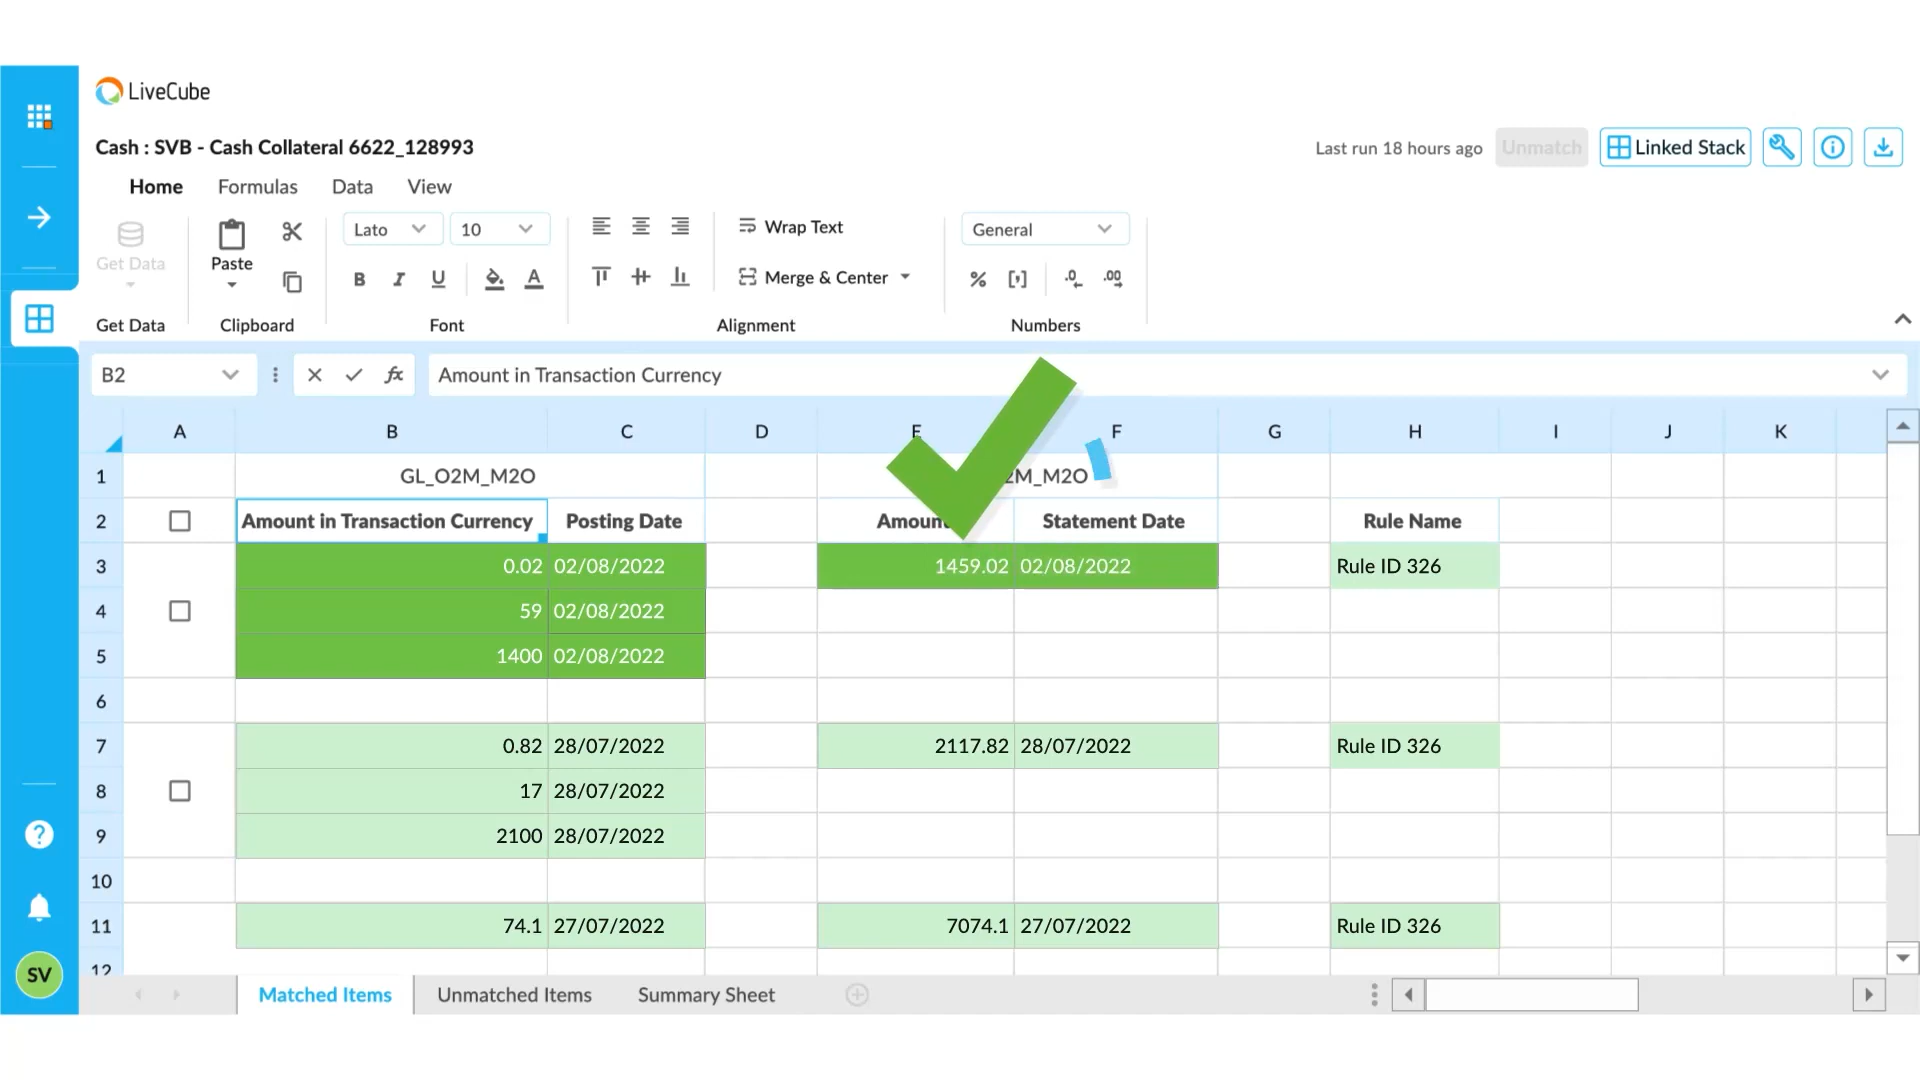 LiveCube
Cash : SVB - Cash Collateral 6622_128993
Last run 18 hours ago Unmatch Linked Stack
Home Formulas Data View
Get Data Paste Lato 10 Wrap Text General
B I U A Merge & Center % .0 .00
Get Data Clipboard Font Alignment Numbers
B2 fx Amount in Transaction Currency
A B C D E F G H I J K
1 GL_O2M_M2O 2M_M2O
2 Amount in Transaction Currency Posting Date Amoun Statement Date Rule Name
3 0.02 02/08/2022 1459.02 02/08/2022 Rule ID 326
4 59 02/08/2022
5 1400 02/08/2022
6
7 0.82 28/07/2022 2117.82 28/07/2022 Rule ID 326
8 17 28/07/2022
9 2100 28/07/2022
10
11 74.1 27/07/2022 7074.1 27/07/2022 Rule ID 326
12
SV
Matched Items Unmatched Items Summary Sheet